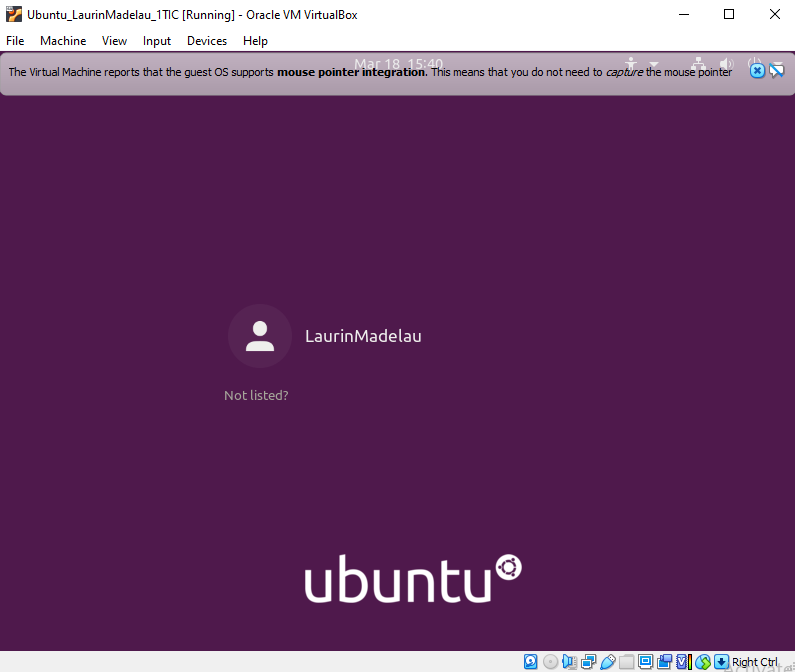 Ubuntu_LaurinMadelau_1TIC [Running] - Oracle VM VirtualBox
File Machine View Input Devices Help
Mar 18 15:40
The Virtual Machine reports that the guest OS supports mouse pointer integration. This means that you do not need to capture the mouse pointer
LaurinMadelau
Not listed?
ubuntu
Right Ctrl